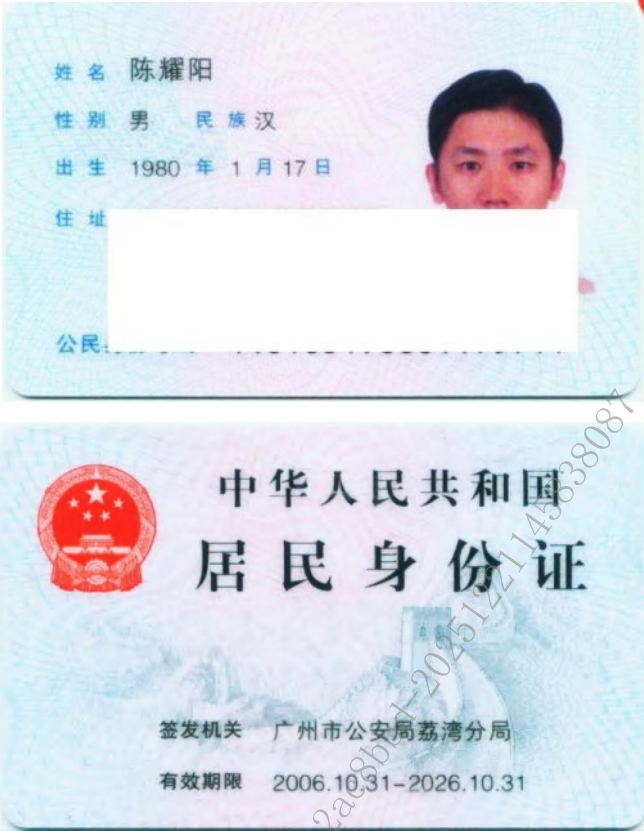 姓名 陈耀阳
性别 男 民族 汉
出生 1980 年 1 月 17 日
住址
公民
中华人民共和国
居民身份证
签发机关 广州市公安局荔湾分局
有效期限 2006.10.31-2026.10.31